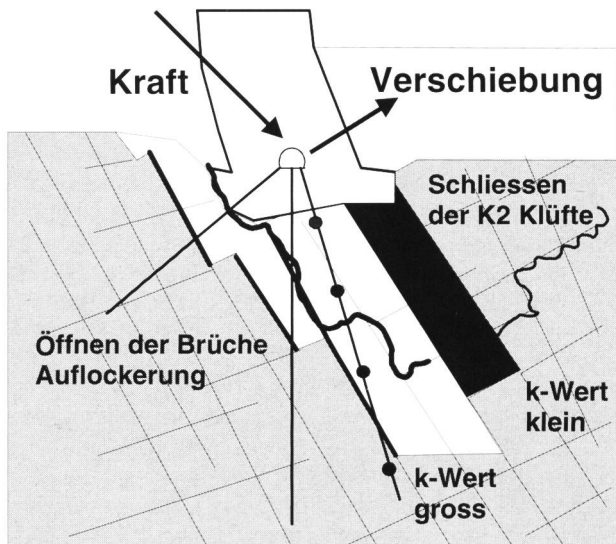 Kraft
Verschiebung
Schliessen
der K2 Klüfte
Öffnen der Brüche
Auflockerung
k-Wert
klein
k-Wert
gross